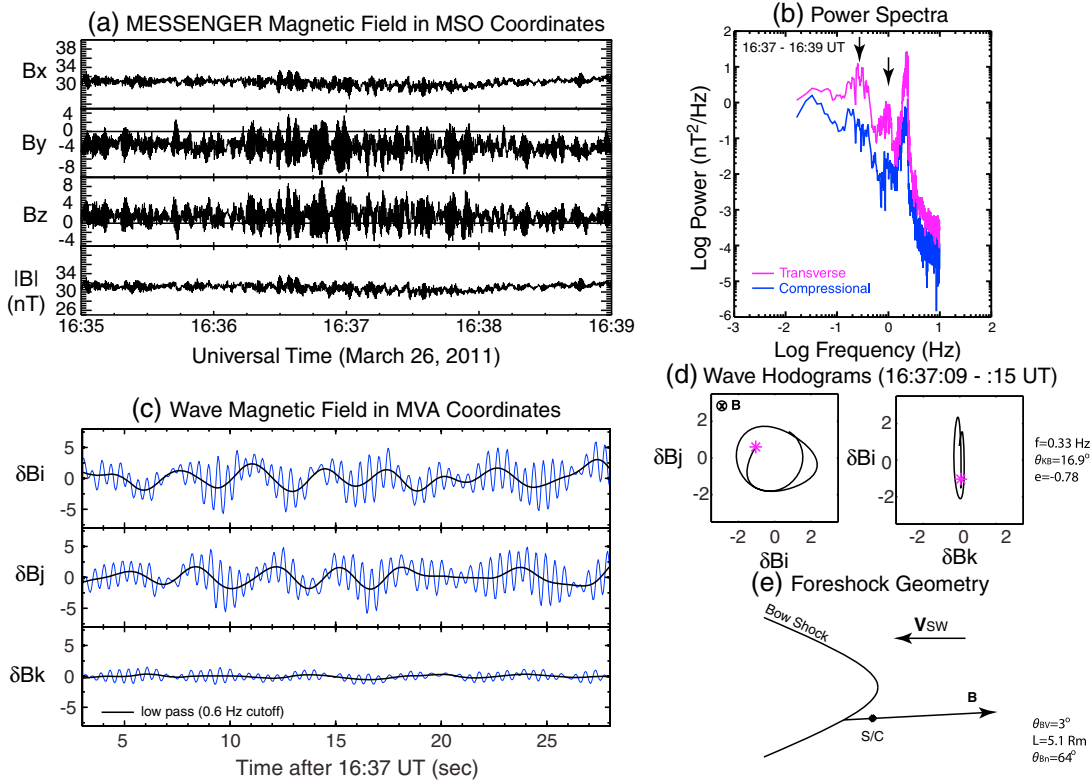 (a) MESSENGER Magnetic Field in MSO Coordinates
Bx
38
34
30
By
4
0
-4
-8
Bz
8
4
0
-4
|B|
(nT)
34
30
26
16:35 16:36 16:37 16:38 16:39
Universal Time (March 26, 2011)
(b) Power Spectra
16:37 - 16:39 UT
Log Power (nT²/Hz)
2
1
0
-1
-2
-3
-4
-5
-6
Transverse
Compressional
-3 -2 -1 0 1 2
Log Frequency (Hz)
(c) Wave Magnetic Field in MVA Coordinates
δBi
5
0
-5
δBj
5
0
-5
δBk
5
0
-5
low pass (0.6 Hz cutoff)
5 10 15 20 25
Time after 16:37 UT (sec)
(d) Wave Hodograms (16:37:09 - :15 UT)
B
δBj
2
0
-2
-2 0 2
δBi
δBi
2
0
-2
-2 0 2
δBk
f=0.33 Hz
θKB=16.9°
e=-0.78
(e) Foreshock Geometry
Bow Shock
Vsw
B
S/C
θBV=3°
L=5.1 Rm
θBn=64°